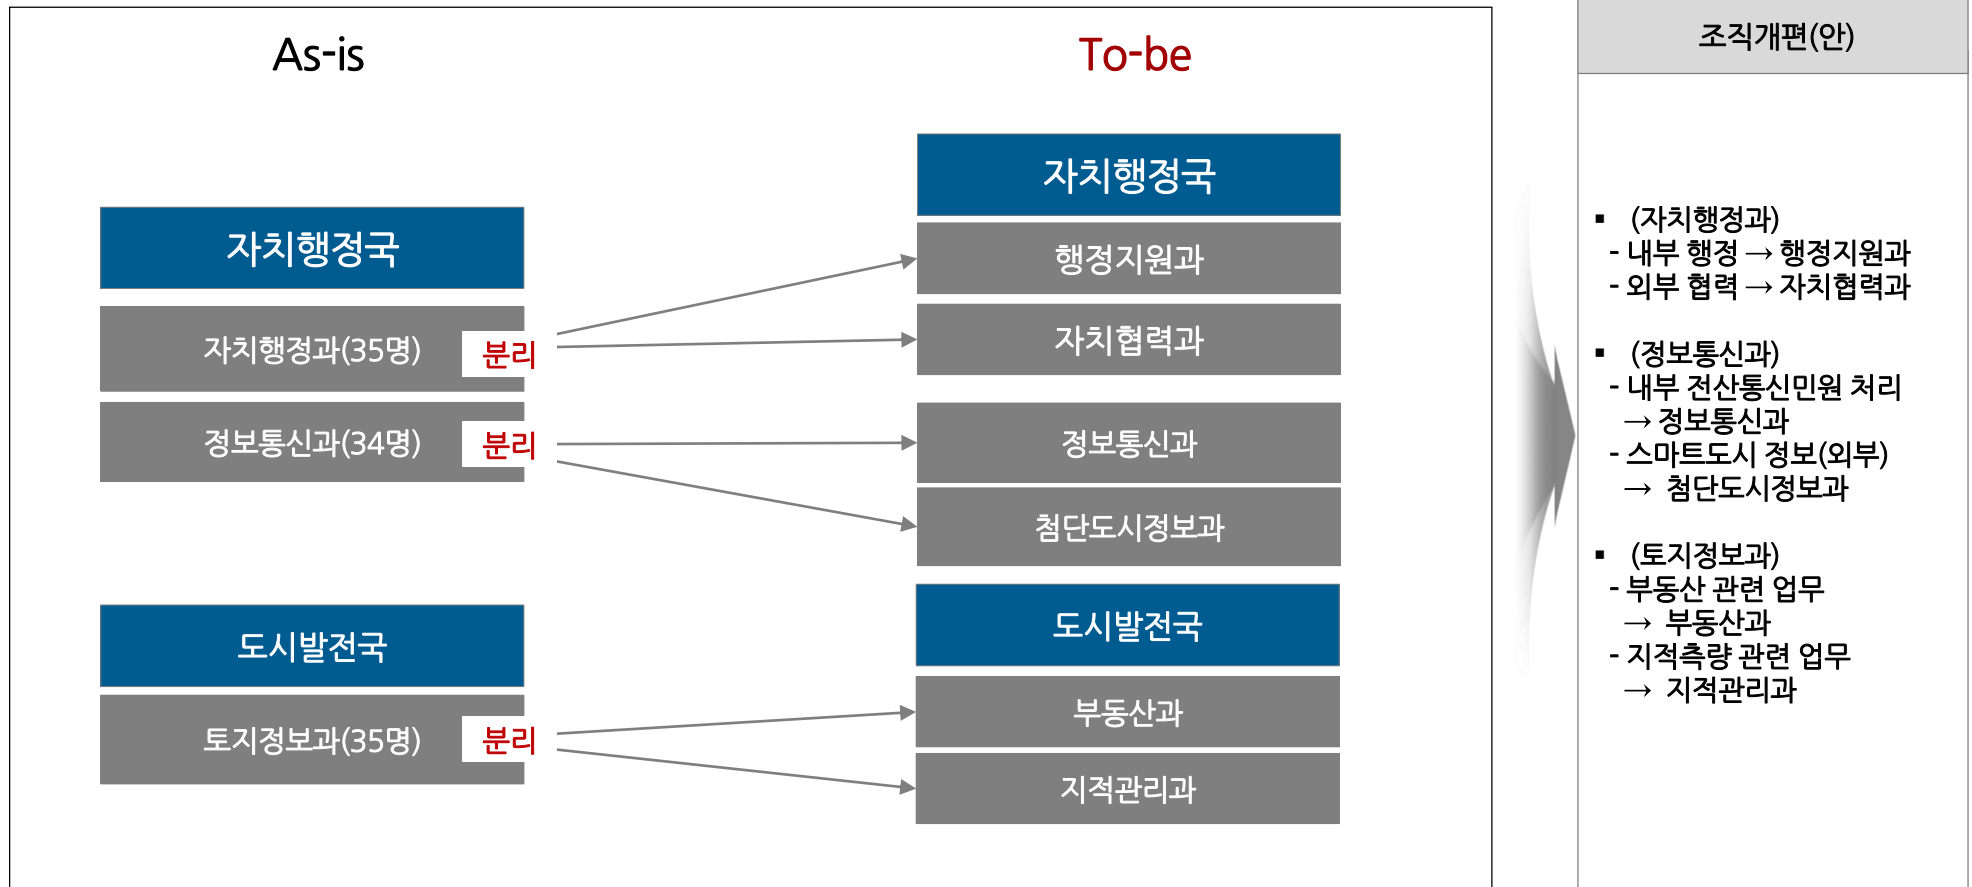 As-is
자치행정국
자치행정과(35명)
분리
정보통신과(34명)
분리
도시발전국
토지정보과(35명)
분리
To-be
자치행정국
행정지원과
자치협력과
정보통신과
첨단도시정보과
도시발전국
부동산과
지적관리과
조직개편(안)
▪ (자치행정과)
- 내부 행정 → 행정지원과
- 외부 협력 → 자치협력과
▪ (정보통신과)
- 내부 전산통신민원 처리
→ 정보통신과
- 스마트도시 정보(외부)
→ 첨단도시정보과
▪ (토지정보과)
- 부동산 관련 업무
→ 부동산과
- 지적측량 관련 업무
→ 지적관리과